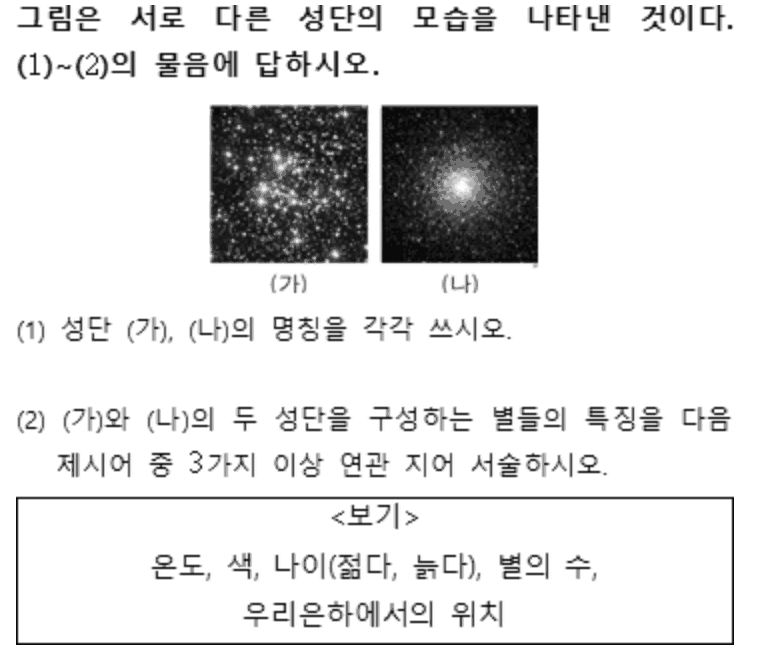 그림은 서로 다른 성단의 모습을 나타낸 것이다.
(1)~(2)의 물음에 답하시오.
(가) (나)
(1) 성단 (가), (나)의 명칭을 각각 쓰시오.
(2) (가)와 (나)의 두 성단을 구성하는 별들의 특징을 다음
제시어 중 3가지 이상 연관 지어 서술하시오.
<보기>
온도, 색, 나이(젊다, 늙다), 별의 수,
우리은하에서의 위치